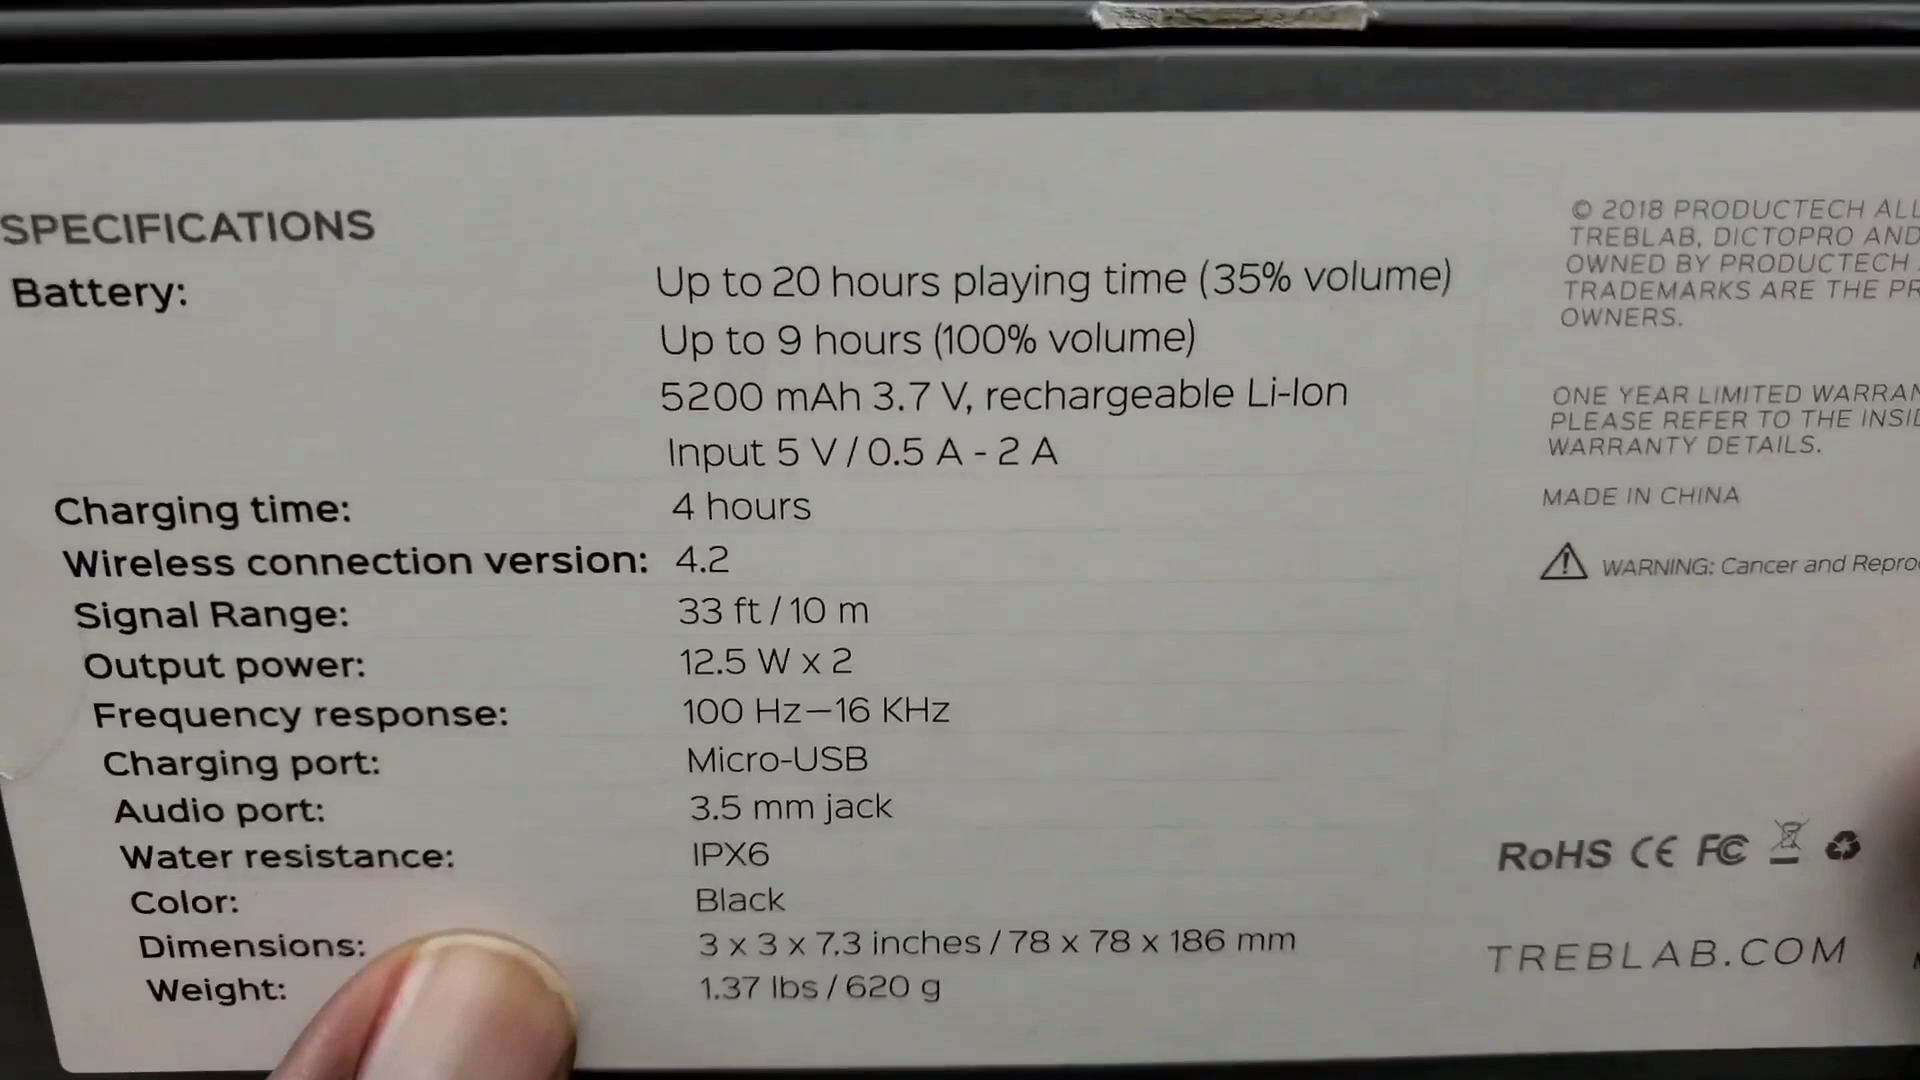 SPECIFICATIONS
Battery: Up to 20 hours playing time (35% volume)
Up to 9 hours (100% volume)
5200 mAh 3.7 V, rechargeable Li-Ion
Input 5 V / 0.5 A - 2 A
Charging time: 4 hours
Wireless connection version: 4.2
Signal Range: 33 ft / 10 m
Output power: 12.5 W x 2
Frequency response: 100 Hz—16 KHz
Charging port: Micro-USB
Audio port: 3.5 mm jack
Water resistance: IPX6
Color: Black
Dimensions: 3 x 3 x 7.3 inches / 78 x 78 x 186 mm
Weight: 1.37 lbs / 620 g
© 2018 PRODUCTECH ALL
TREBLAB, DICTOPRO AND
OWNED BY PRODUCTECH
TRADEMARKS ARE THE
OWNERS.
ONE YEAR LIMITED
PLEASE REFER TO THE
WARRANTY DETAILS.
MADE IN CHINA
WARNING: Cancer and
RoHS CE FC
TREBLAB.COM